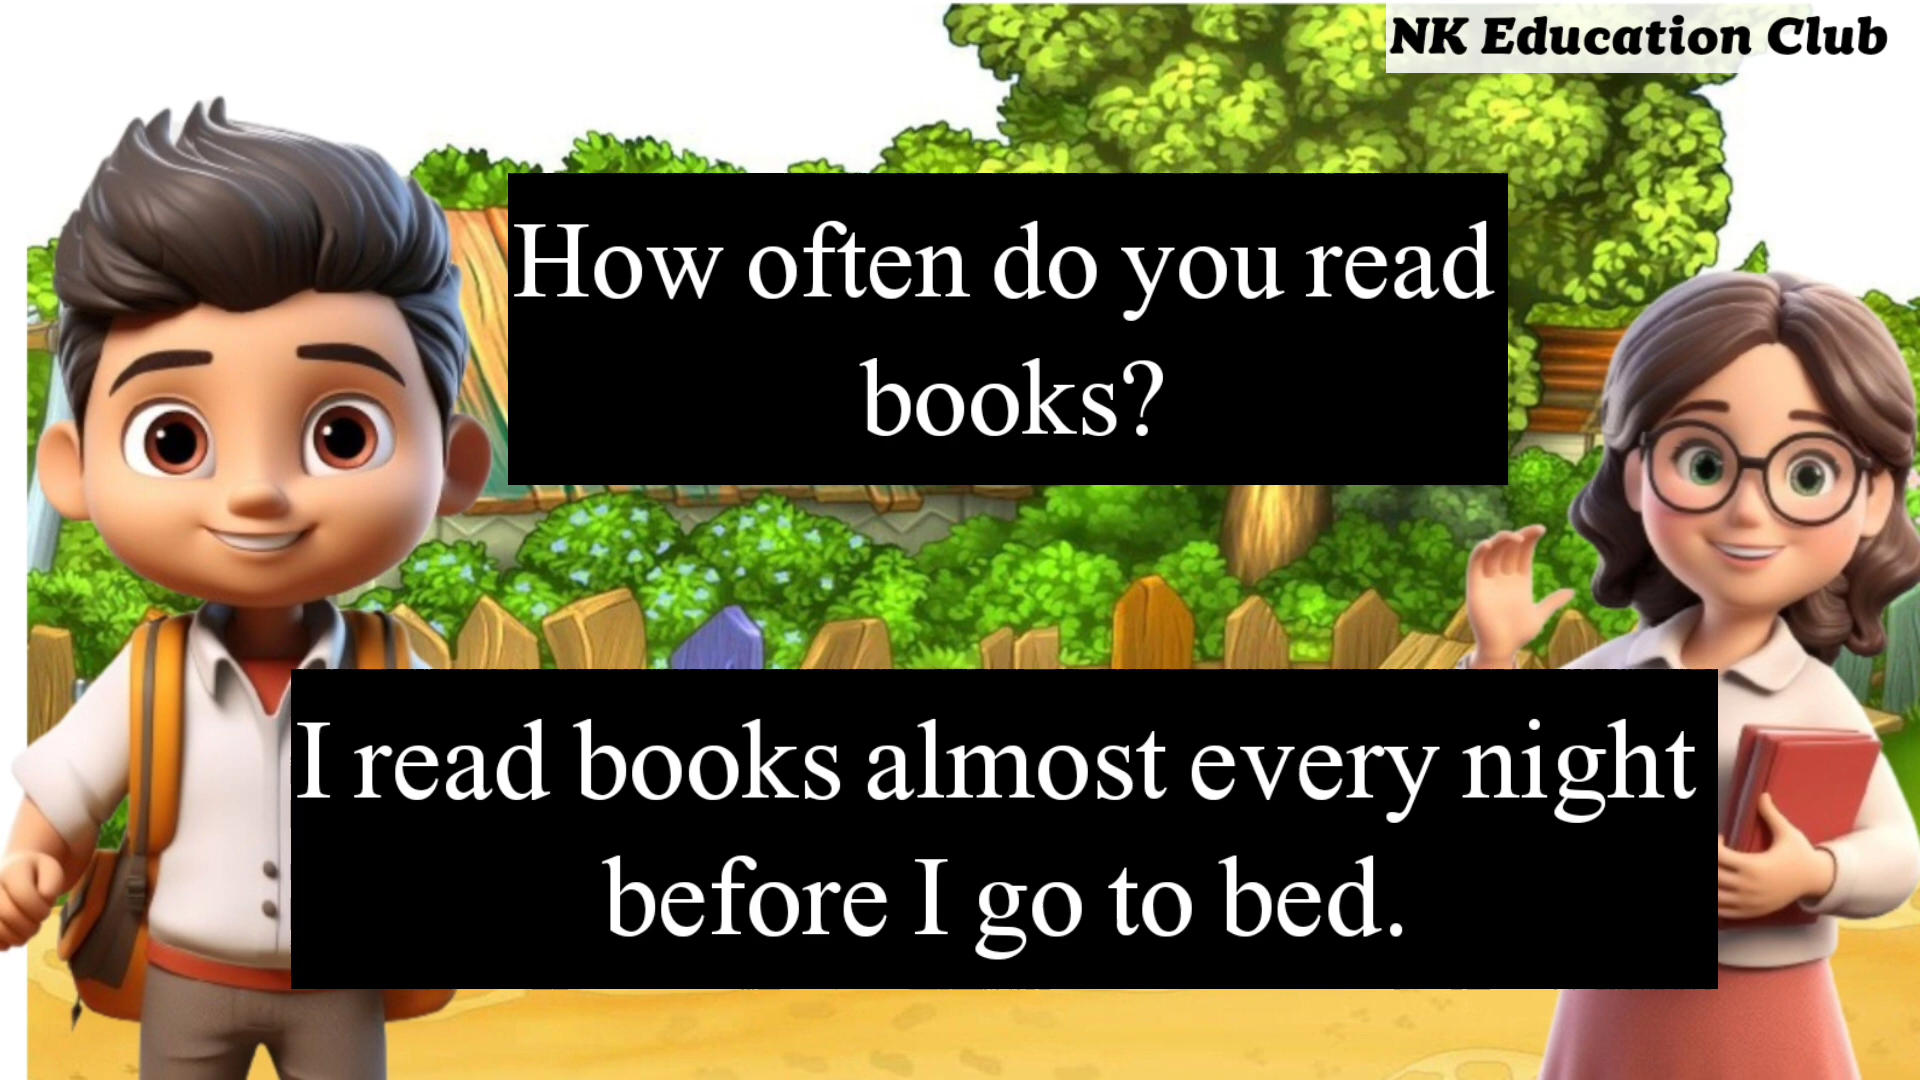 NK Education Club
How often do you read
books?
I read books almost every night
before I go to bed.